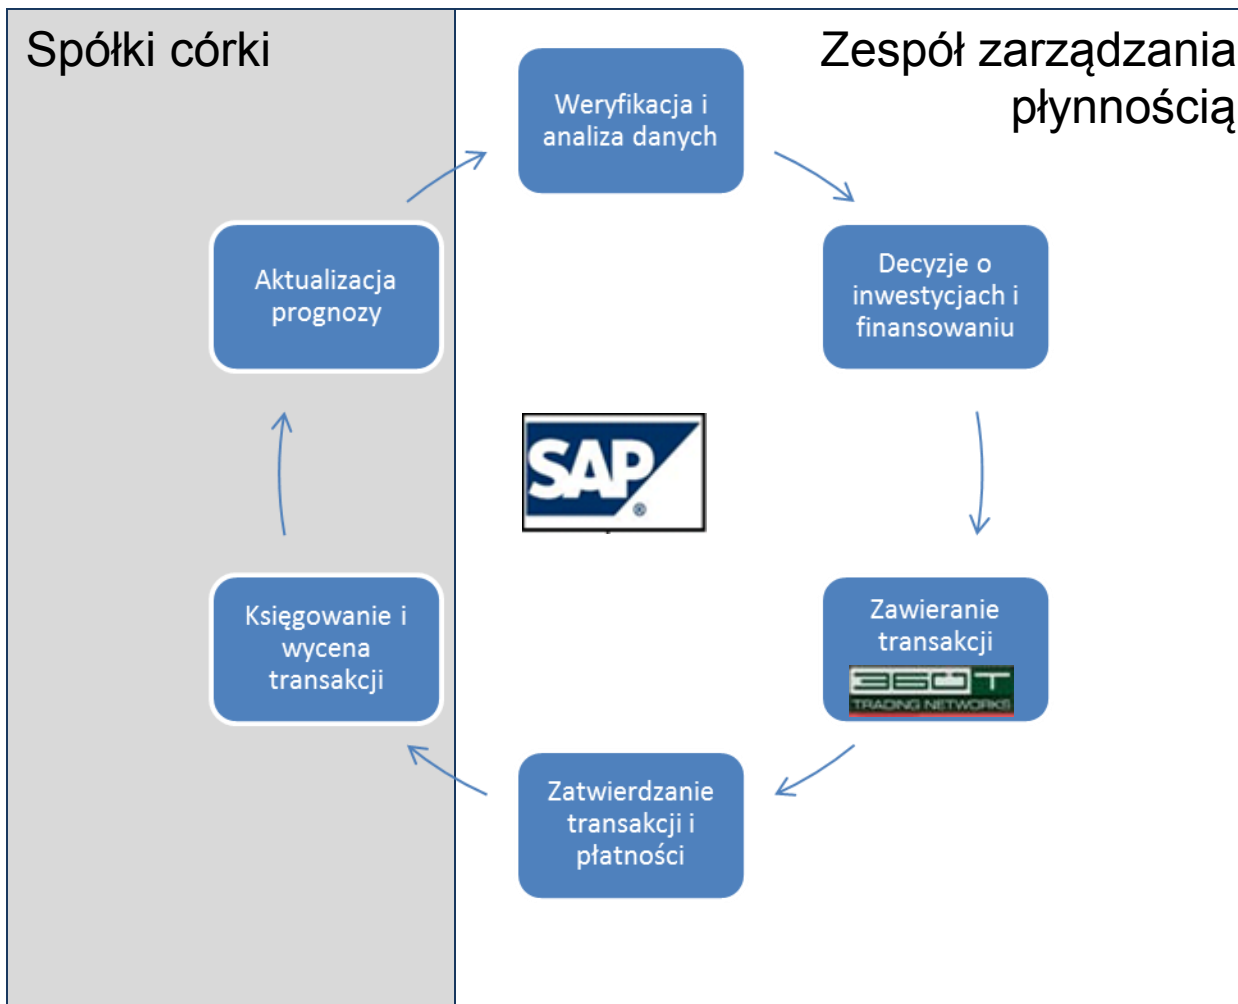 Spółki córki
Zespół zarządzania
płynnością
Weryfikacja i
analiza danych
Decyzje o
inwestycjach i
finansowaniu
Zawieranie
transakcji
360T
TRADING NETWORKS
Zatwierdzanie
transakcji i
płatności
Księgowanie i
wycena
transakcji
Aktualizacja
prognozy
SAP
®